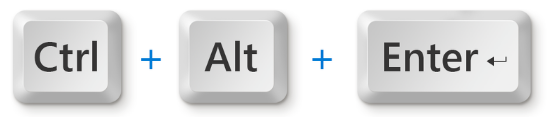 Ctrl + Alt + Enter ↵